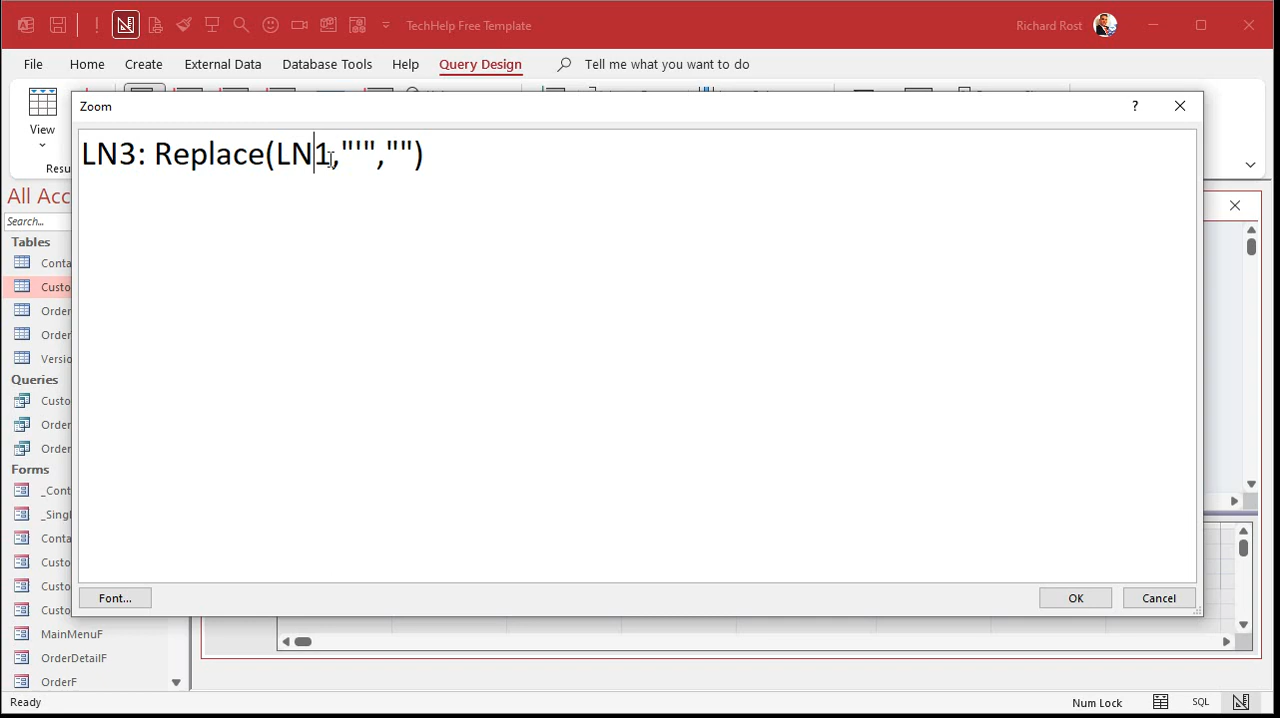 TechHelp Free Template
Richard Rost
File Home Create External Data Database Tools Help Query Design Tell me what you want to do
View
Resu
Zoom ?
LN3: Replace(LN1,"'","")
Font... OK Cancel
All Acc
Search...
Tables
Conta
Custo
Order
Order
Versio
Queries
Custo
Order
Order
Forms
_Cont
_Singl
Conta
Custo
Custo
Custo
MainMenuF
OrderDetailF
OrderF
Ready Num Lock SQL